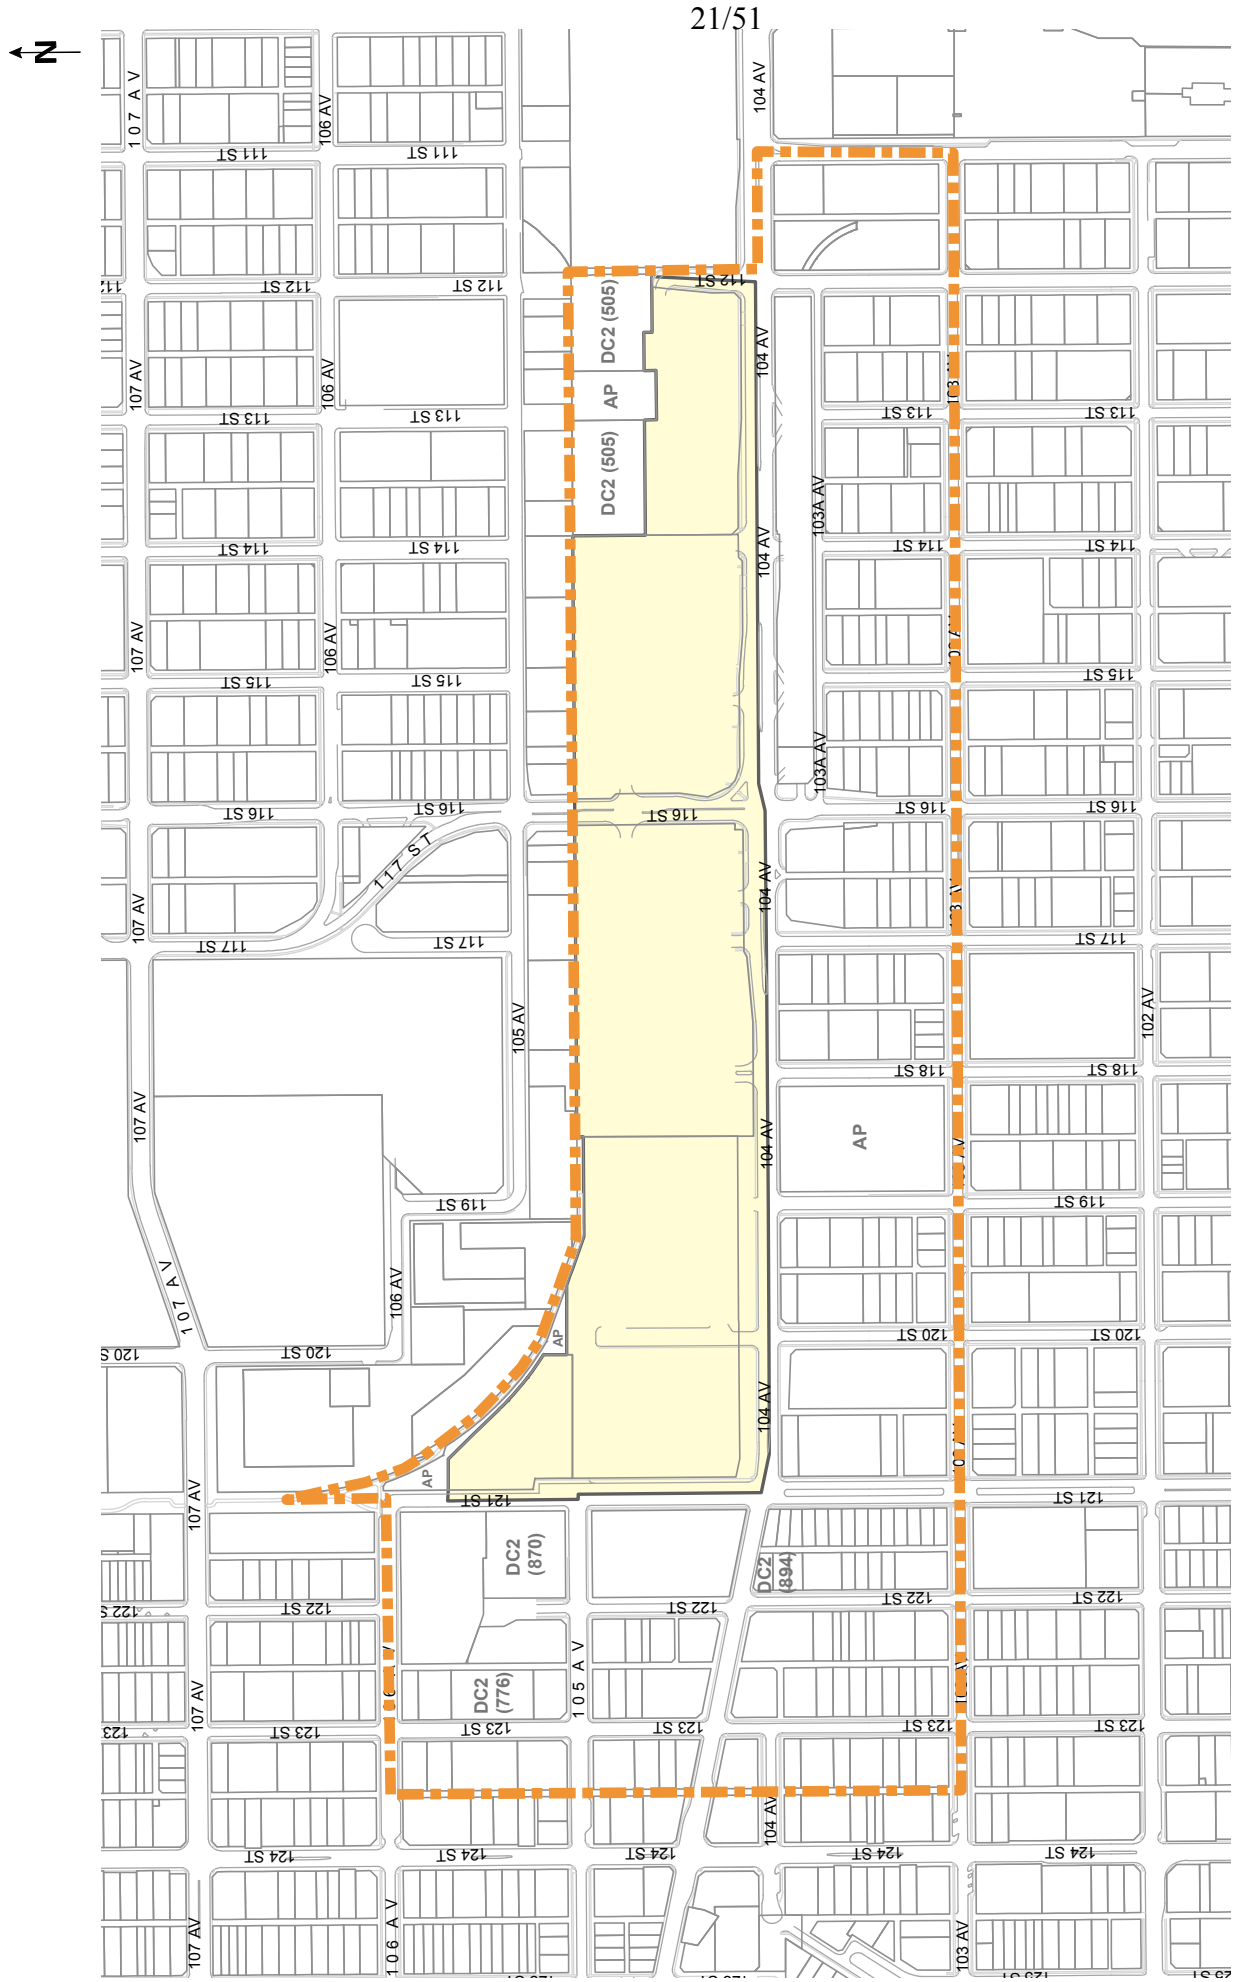 21/51
N
107 AV
106 AV
104 AV
111 ST
111 ST
112
112 ST
112 ST
112 ST
DC2 (505)
107 AV
106 AV
104 AV
AP
113 ST
113 ST
113 ST
113 ST
DC2 (505)
103A AV
114 ST
114 ST
104 AV
114 ST
114 ST
107 AV
106 AV
115 ST
115 ST
115 ST
103A AV
116 ST
116 ST
116 ST
116 ST
116 ST
117 ST
107 AV
104 AV
117 ST
117 ST
117 ST
105 AV
102 AV
118 ST
118 ST
107 AV
104 AV
AP
119 ST
119 ST
107 AV
106 AV
AP
120 S
120 ST
120 ST
120 ST
104 AV
AP
107 AV
121 ST
121 ST
DC2
(870)
DC2
(894)
122 S
122 ST
122 ST
122 ST
122 ST
105 AV
DC2
(776)
107 AV
123
123 ST
123 ST
123 ST
123 ST
123 ST
104 AV
124 ST
124 ST
124 ST
124 ST
124 ST
107 AV
106 AV
103 AV